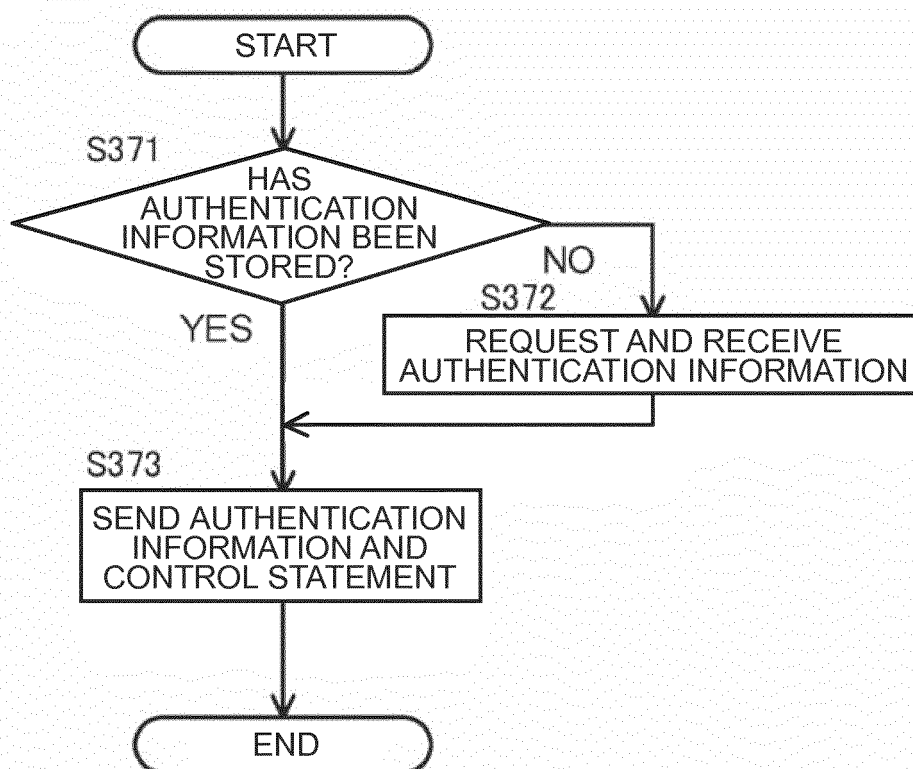 START
S371
HAS
AUTHENTICATION
INFORMATION BEEN
STORED?
NO
YES
S372
REQUEST AND RECEIVE
AUTHENTICATION INFORMATION
S373
SEND AUTHENTICATION
INFORMATION AND
CONTROL STATEMENT
END